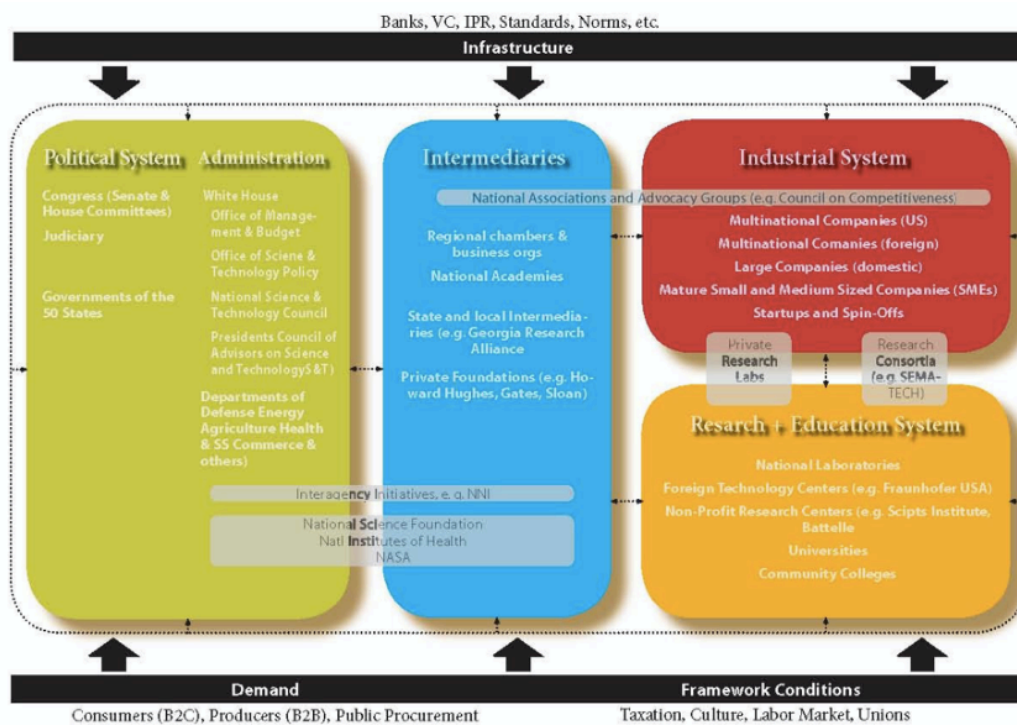 Banks, VC, IPR, Standards, Norms, etc.
Infrastructure
Political System
Congress (Senate &
House Committees)
Judiciary
Governments of the
50 States
Administration
White House
Office of Manage-
ment & Budget
Office of Sciene &
Technology Policy
National Science &
Technology Council
Presidents Council of
Advisors on Science
and TechnologyS&T)
Departments of
Defense Energy
Agriculture Health
& SS Commerce &
others)
Interagency Initiatives, e. g. NNI
National Science Foundation
Natl Institutes of Health
NASA
Intermediaries
National Associations and Advocacy Groups (e.g. Council on Competitiveness)
Regional chambers &
business orgs
National Academies
State and local Intermedia-
ries (e.g. Georgia Research
Alliance
Private Foundations (e.g. Ho-
ward Hughes, Gates, Sloan)
Industrial System
Multinational Companies (US)
Multinational Comanies (foreign)
Large Companies (domestic)
Mature Small and Medium Sized Companies (SMEs)
Startups and Spin-Offs
Private
Research
Labs
Research
Consortia
(e.g. SEMA-
TECH)
Resarch + Education System
National Laboratories
Foreign Technology Centers (e.g. Fraunhofer USA)
Non-Profit Research Centers (e.g. Scipts Institute,
Battelle
Universities
Community Colleges
Demand
Framework Conditions
Consumers (B2C), Producers (B2B), Public Procurement
Taxation, Culture, Labor Market, Unions